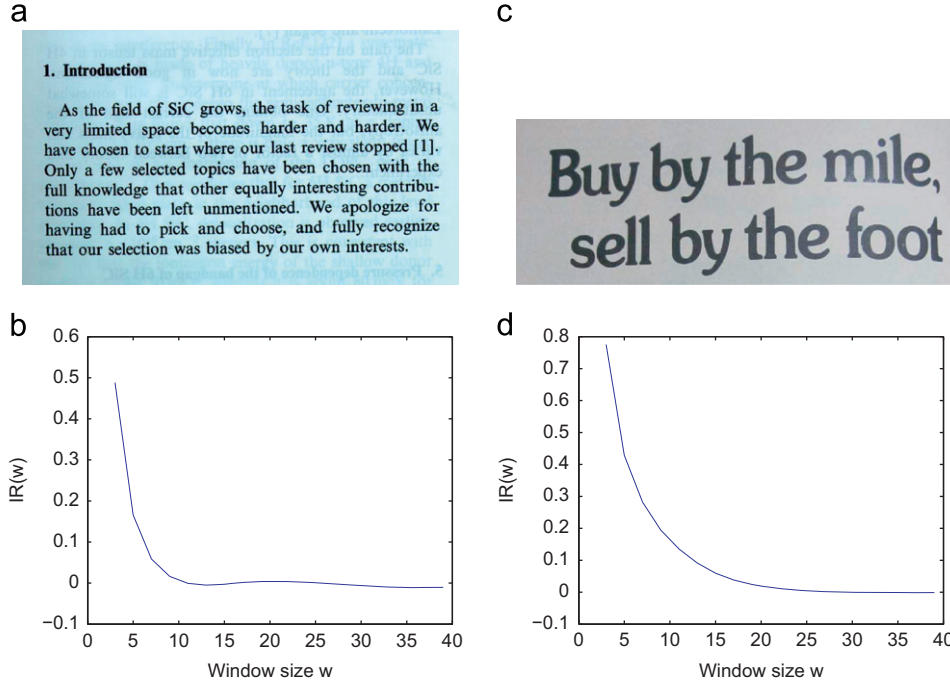 a
1. Introduction
As the field of SiC grows, the task of reviewing in a
very limited space becomes harder and harder. We
have chosen to start where our last review stopped [1].
Only a few selected topics have been chosen with the
full knowledge that other equally interesting contribu-
tions have been left unmentioned. We apologize for
having had to pick and choose, and fully recognize
that our selection was biased by our own interests.
c
Buy by the mile,
sell by the foot
b
0.6
0.5
0.4
0.3
0.2
0.1
0
−0.1
IR(w)
0 5 10 15 20 25 30 35 40
Window size w
d
0.8
0.7
0.6
0.5
0.4
0.3
0.2
0.1
0
−0.1
IR(w)
0 5 10 15 20 25 30 35 40
Window size w